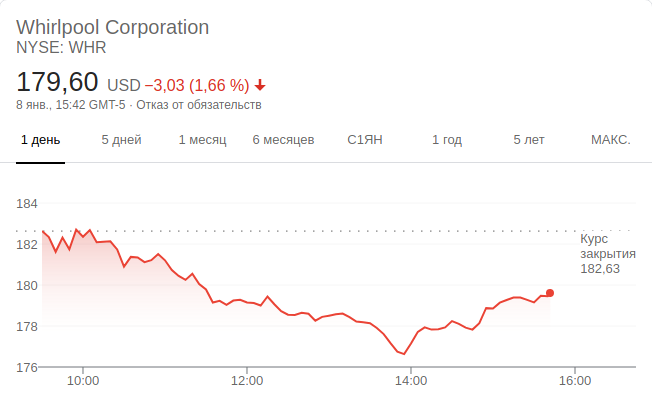 Whirlpool Corporation
NYSE: WHR
179,60 USD −3,03 (1,66 %)
8 янв., 15:42 GMT-5 · Отказ от обязательств
1 день 5 дней 1 месяц 6 месяцев С1ЯН 1 год 5 лет МАКС.
184
182
180
178
176
Курс
закрытия
182,63
10:00 12:00 14:00 16:00